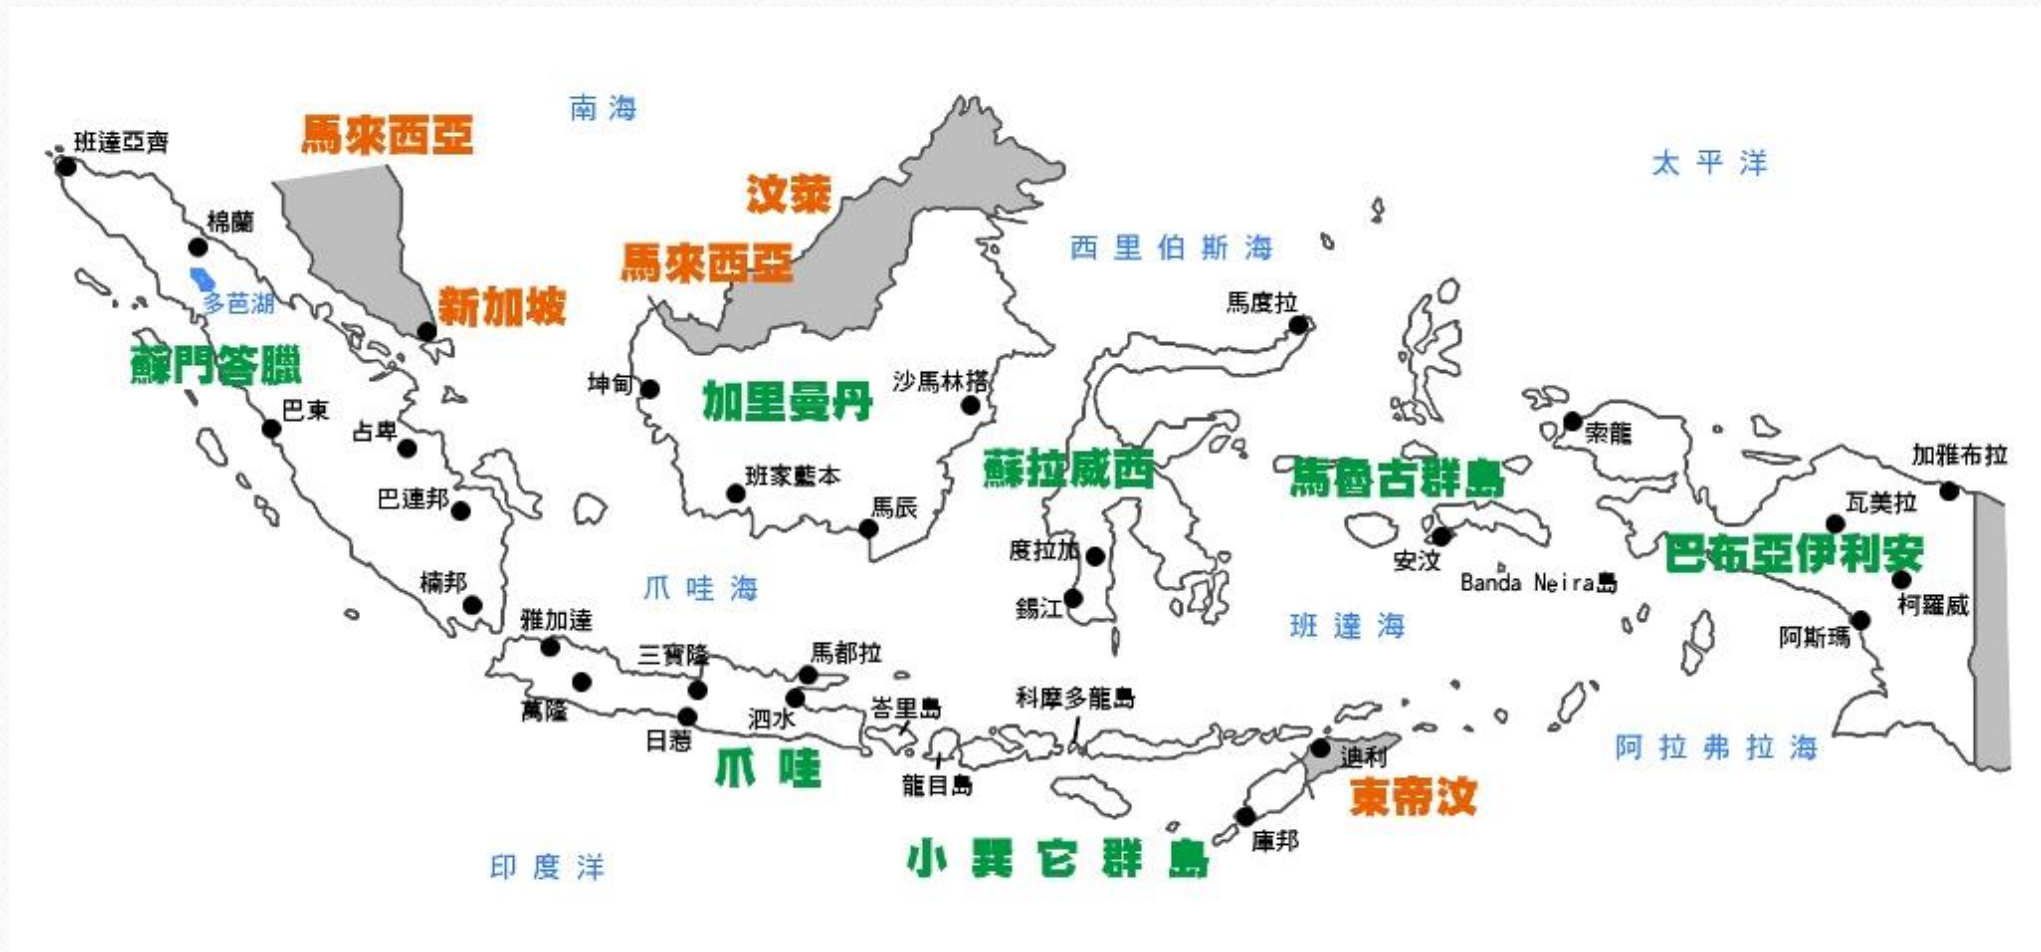 南海
馬來西亞
班達亞齊
太平洋
汶萊
棉蘭
西里伯斯海
馬來西亞
多芭湖
新加坡
馬度拉
蘇門答臘
坤甸
沙馬林搭
加里曼丹
巴東
占卑
索龍
加雅布拉
蘇拉威西
馬魯古群島
班家藍本
巴連邦
瓦美拉
馬辰
度拉加
安汶
巴布亞伊利安
楠邦
爪哇海
Banda Neira島
錫江
柯羅威
雅加達
班達海
阿斯瑪
三寶隴
馬都拉
科摩多龍島
萬隆
泗水
峇里島
日惹
阿拉弗拉海
迪利
爪哇
龍目島
東帝汶
庫邦
小巽它群島
印度洋